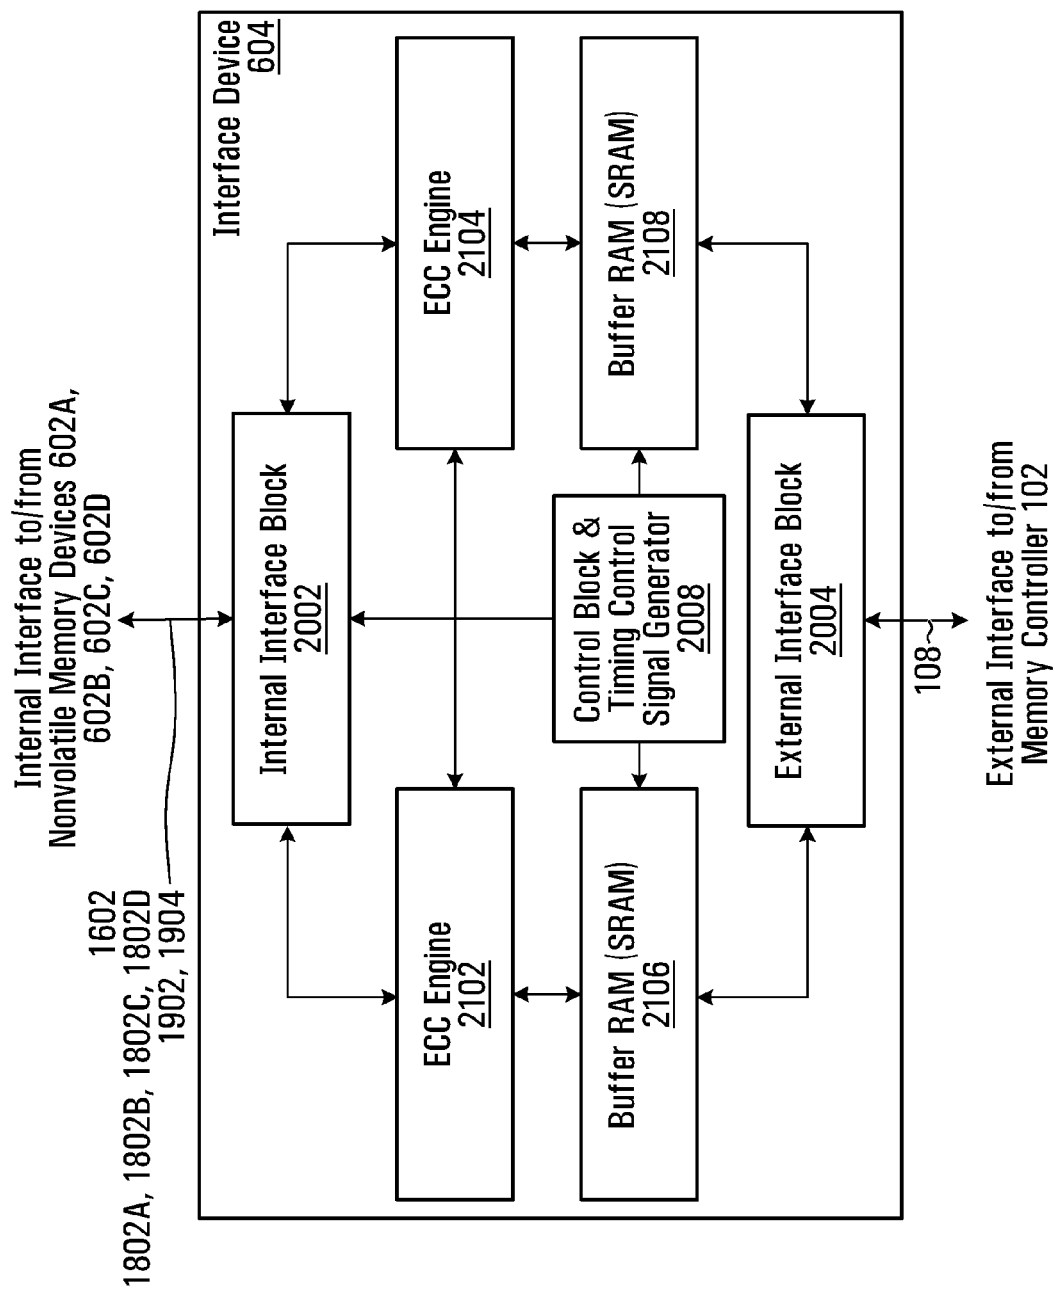 Internal Interface to/from
Nonvolatile Memory Devices 602A,
602B, 602C, 602D
1602
1802A, 1802B, 1802C, 1802D
1902, 1904
Interface Device
604
Internal Interface Block
2002
ECC Engine
2102
ECC Engine
2104
Buffer RAM (SRAM)
2106
Control Block &
Timing Control
Signal Generator
2008
Buffer RAM (SRAM)
2108
External Interface Block
2004
108
External Interface to/from
Memory Controller 102